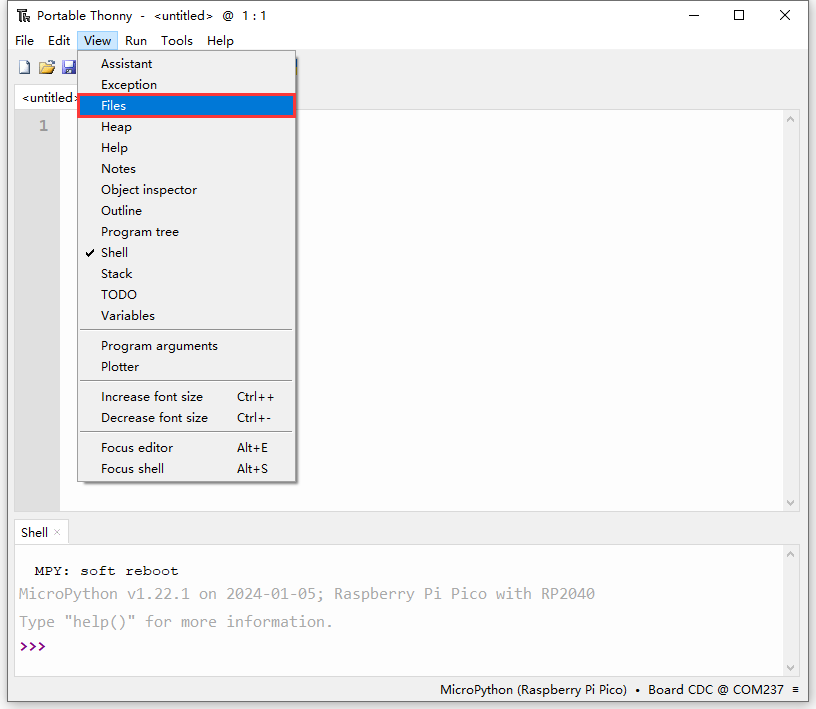 Portable Thonny - <untitled> @ 1 : 1
File Edit View Run Tools Help
Assistant
Exception
<untitled>
Files
1
Heap
Help
Notes
Object inspector
Outline
Program tree
✓ Shell
Stack
TODO
Variables
Program arguments
Plotter
Increase font size Ctrl++
Decrease font size Ctrl+-
Focus editor Alt+E
Focus shell Alt+S
Shell ×
MPY: soft reboot
MicroPython v1.22.1 on 2024-01-05; Raspberry Pi Pico with RP2040
Type "help()" for more information.
>>>
MicroPython (Raspberry Pi Pico) • Board CDC @ COM237 ≡